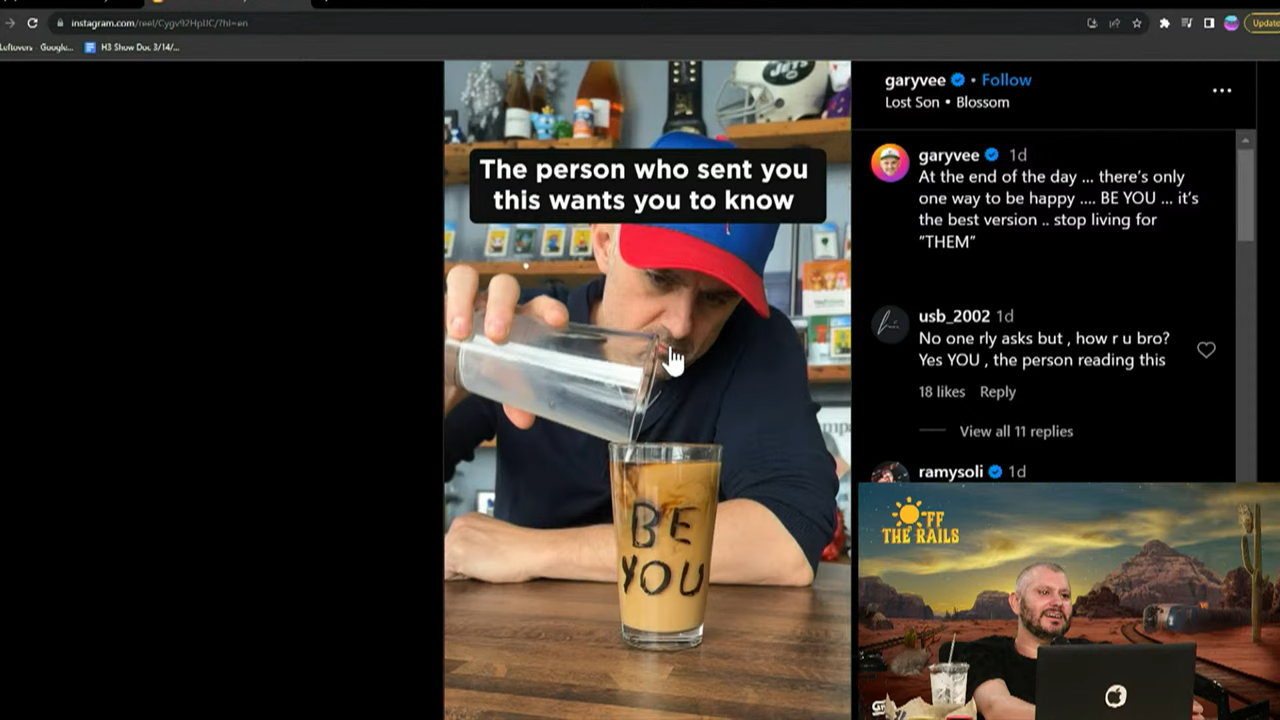 instagram.com/reel/Cygv92HpIJC/?hl=en
Update
Leftovers - Google...
H3 Show Doc 3/14/...
JETS
The person who sent you
this wants you to know
BE
YOU
garyvee • Follow
Lost Son • Blossom
garyvee 1d
At the end of the day ... there's only
one way to be happy .... BE YOU ... it's
the best version .. stop living for
"THEM"
usb_2002 1d
No one rly asks but , how r u bro?
Yes YOU , the person reading this
18 likes Reply
View all 11 replies
ramysoli 1d
OFF
THE RAILS